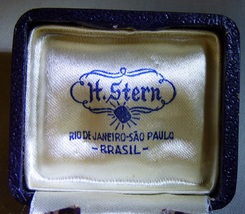 H. Stern
RIO DE JANEIRO-SÃO PAULO
- BRASIL -